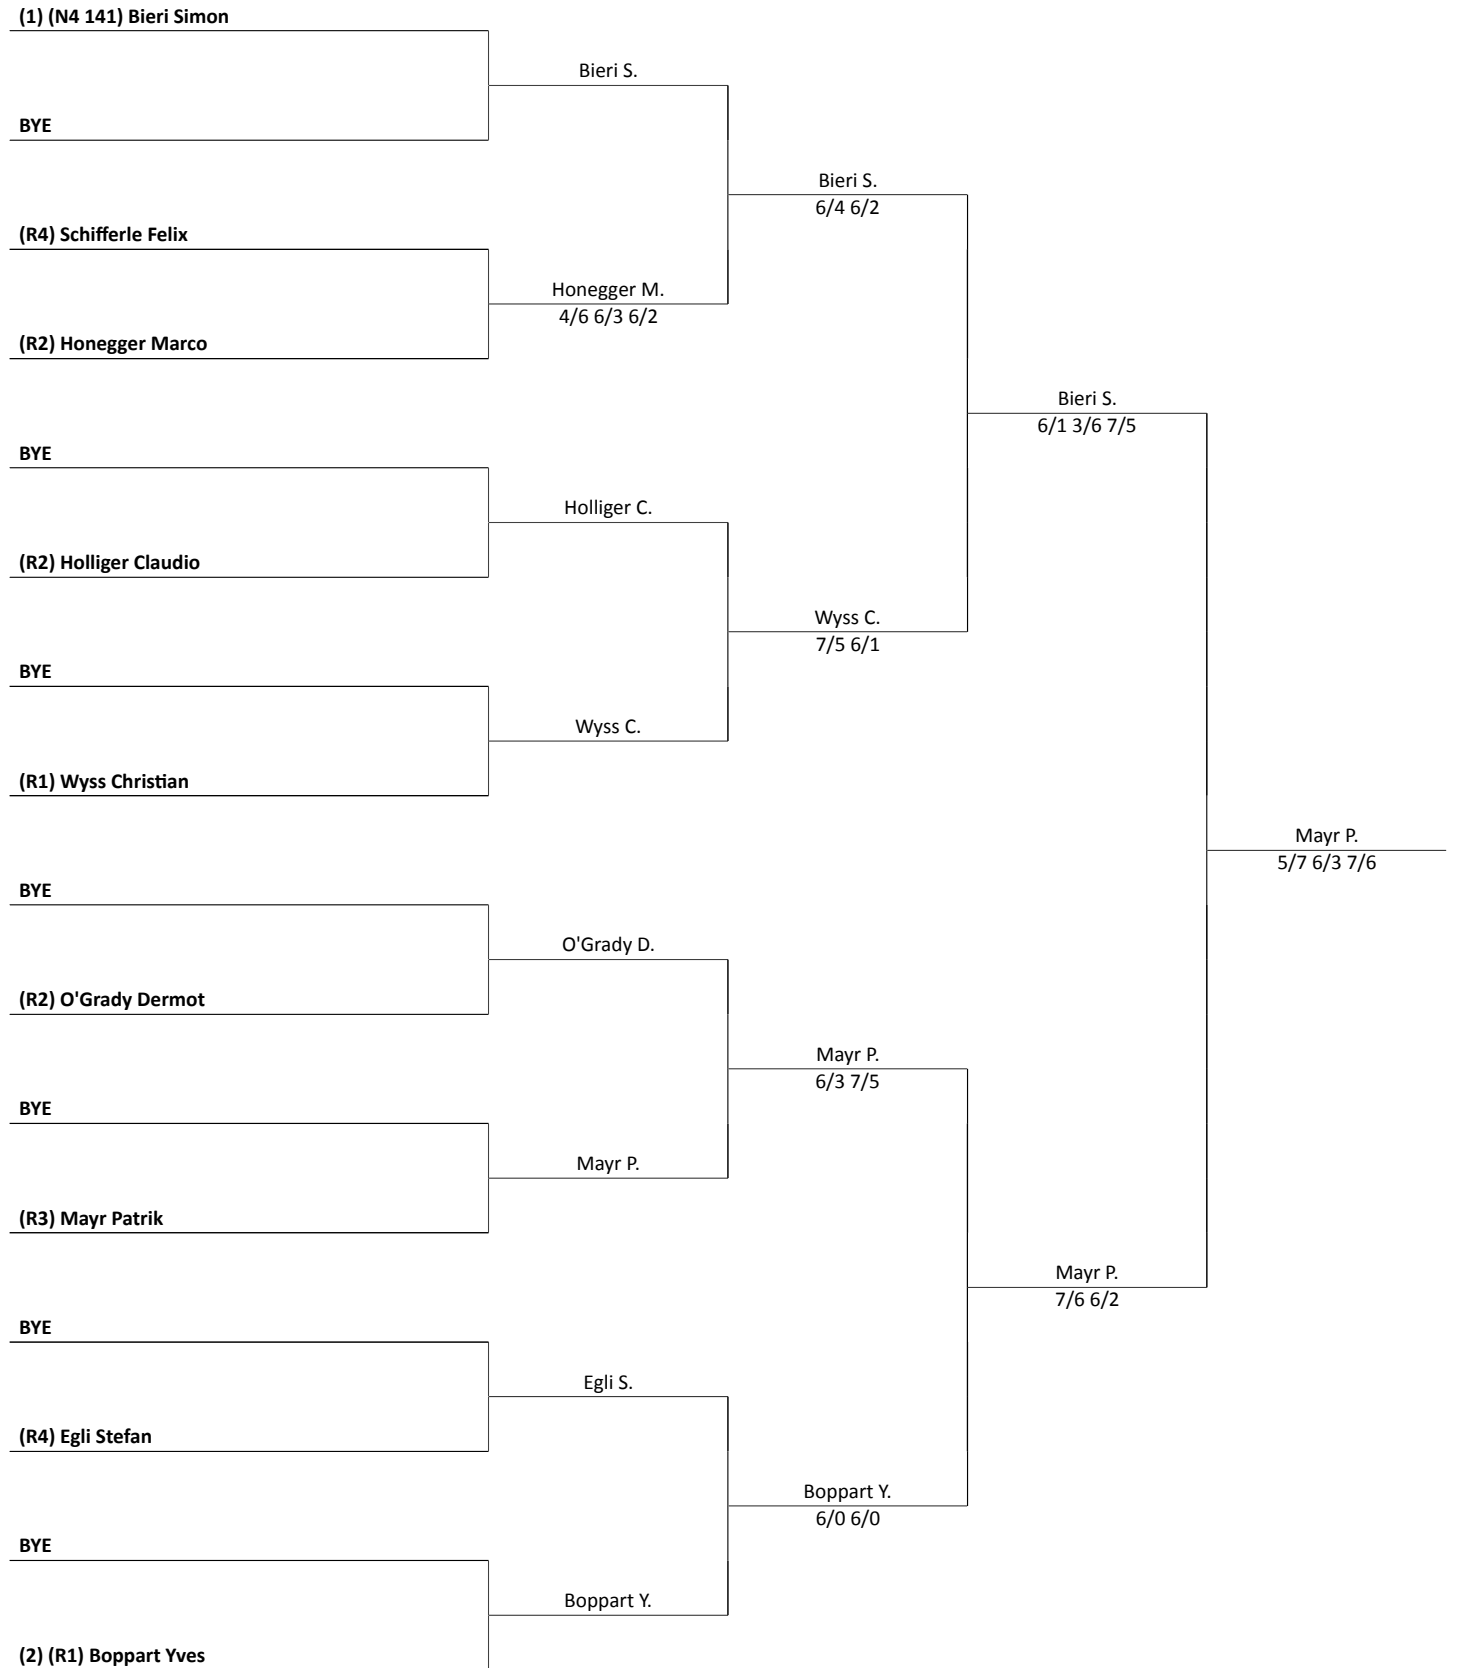 (1) (N4 141) Bieri Simon
Bieri S.
BYE
Bieri S.
6/4 6/2
(R4) Schifferle Felix
Honegger M.
4/6 6/3 6/2
(R2) Honegger Marco
Bieri S.
6/1 3/6 7/5
BYE
Holliger C.
(R2) Holliger Claudio
Wyss C.
7/5 6/1
BYE
Wyss C.
(R1) Wyss Christian
Mayr P.
5/7 6/3 7/6
BYE
O'Grady D.
(R2) O'Grady Dermot
Mayr P.
6/3 7/5
BYE
Mayr P.
(R3) Mayr Patrik
Mayr P.
7/6 6/2
BYE
Egli S.
(R4) Egli Stefan
Boppart Y.
6/0 6/0
BYE
Boppart Y.
(2) (R1) Boppart Yves